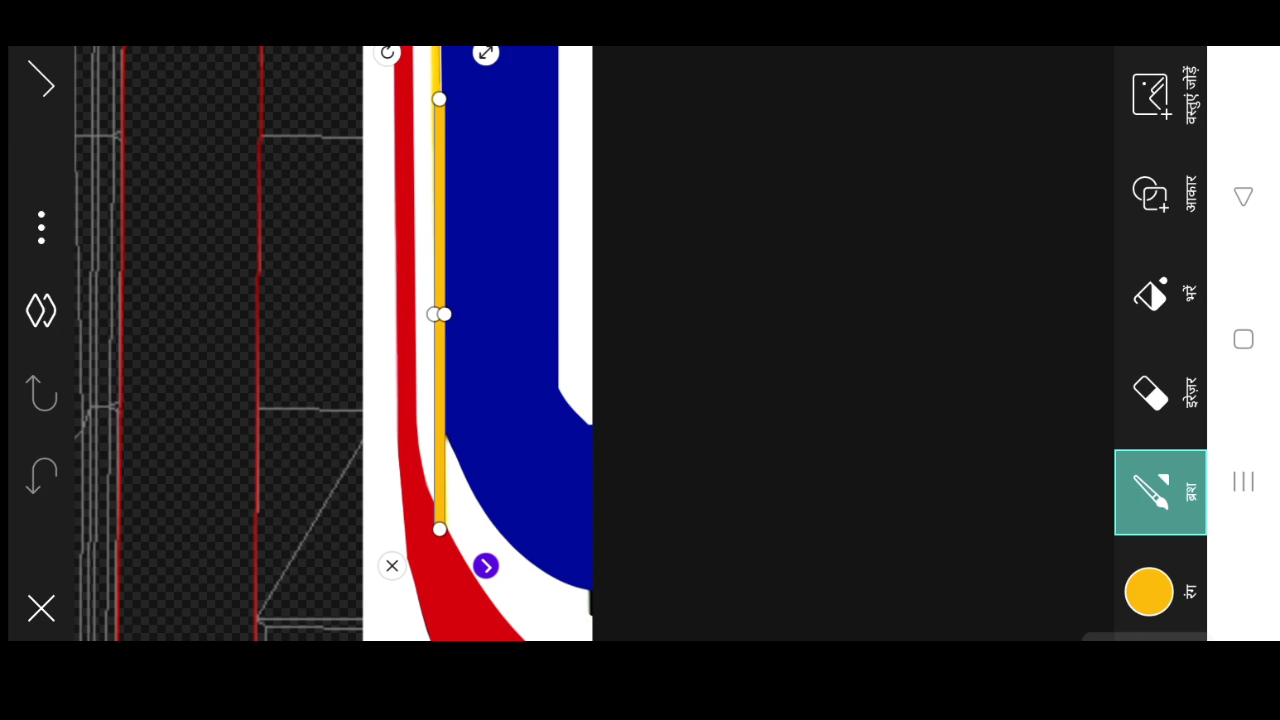 वस्तुएं जोड़ें
आकार
भरें
इरेज़र
ब्रश
रंग